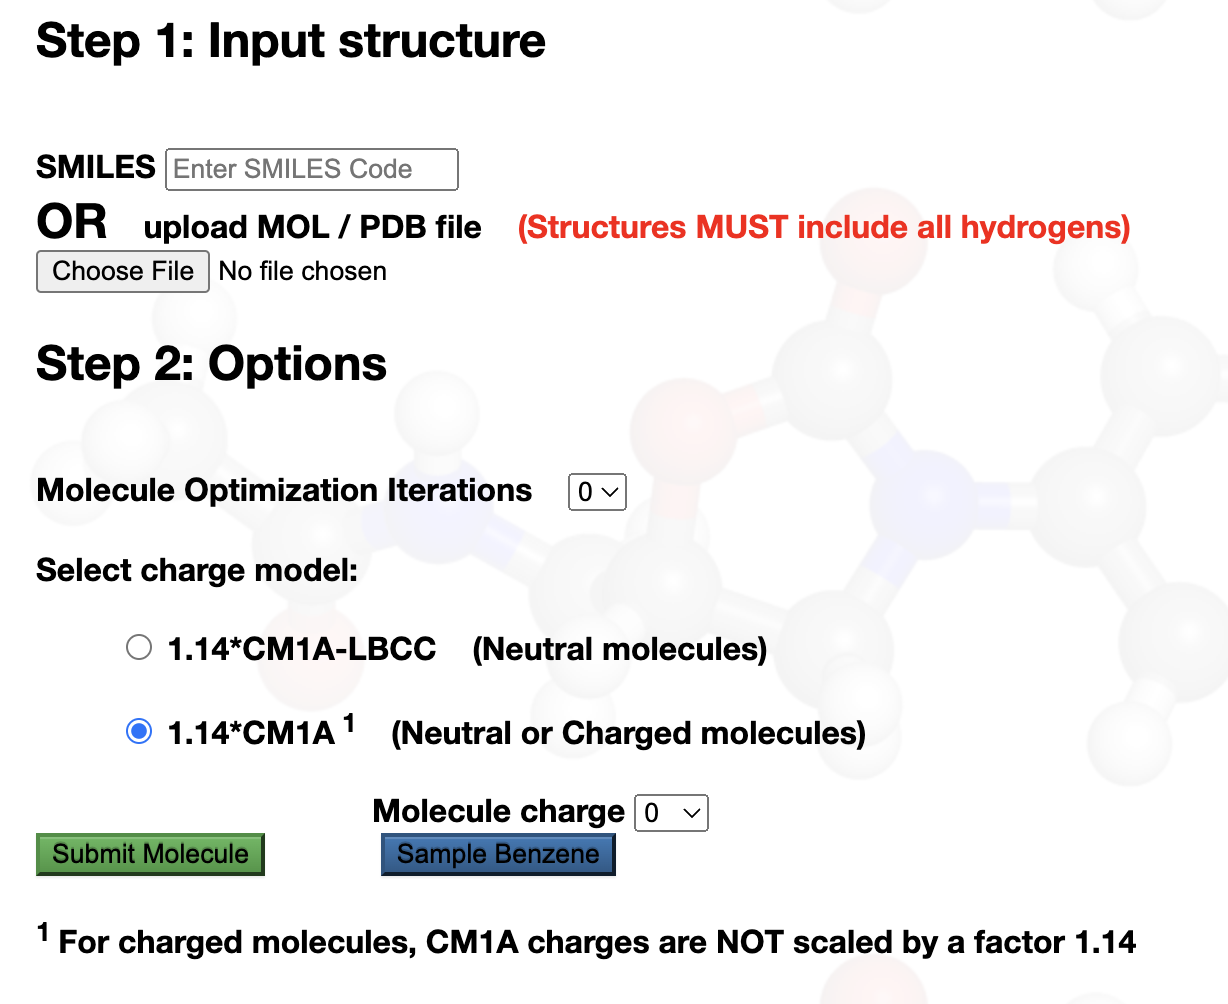 Step 1: Input structure
SMILES Enter SMILES Code
OR upload MOL / PDB file (Structures MUST include all hydrogens)
Choose File No file chosen
Step 2: Options
Molecule Optimization Iterations 0
Select charge model:
1.14*CM1A-LBCC (Neutral molecules)
1.14*CM1A 1 (Neutral or Charged molecules)
Molecule charge 0
Submit Molecule Sample Benzene
1 For charged molecules, CM1A charges are NOT scaled by a factor 1.14